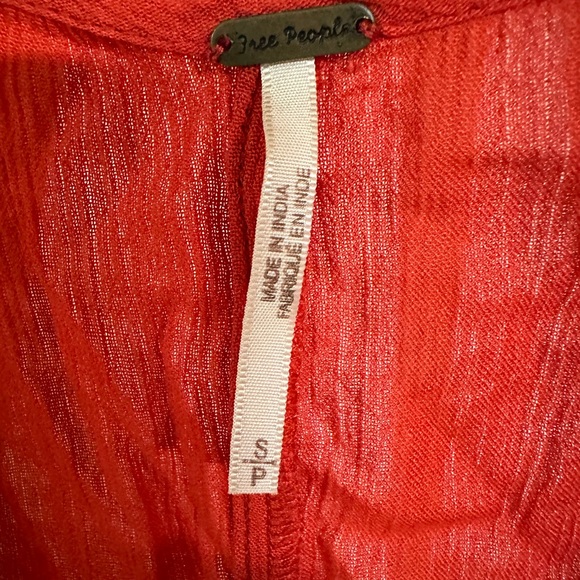 Free People
MADE IN INDIA
FABRIQUÉ EN INDE
S
P